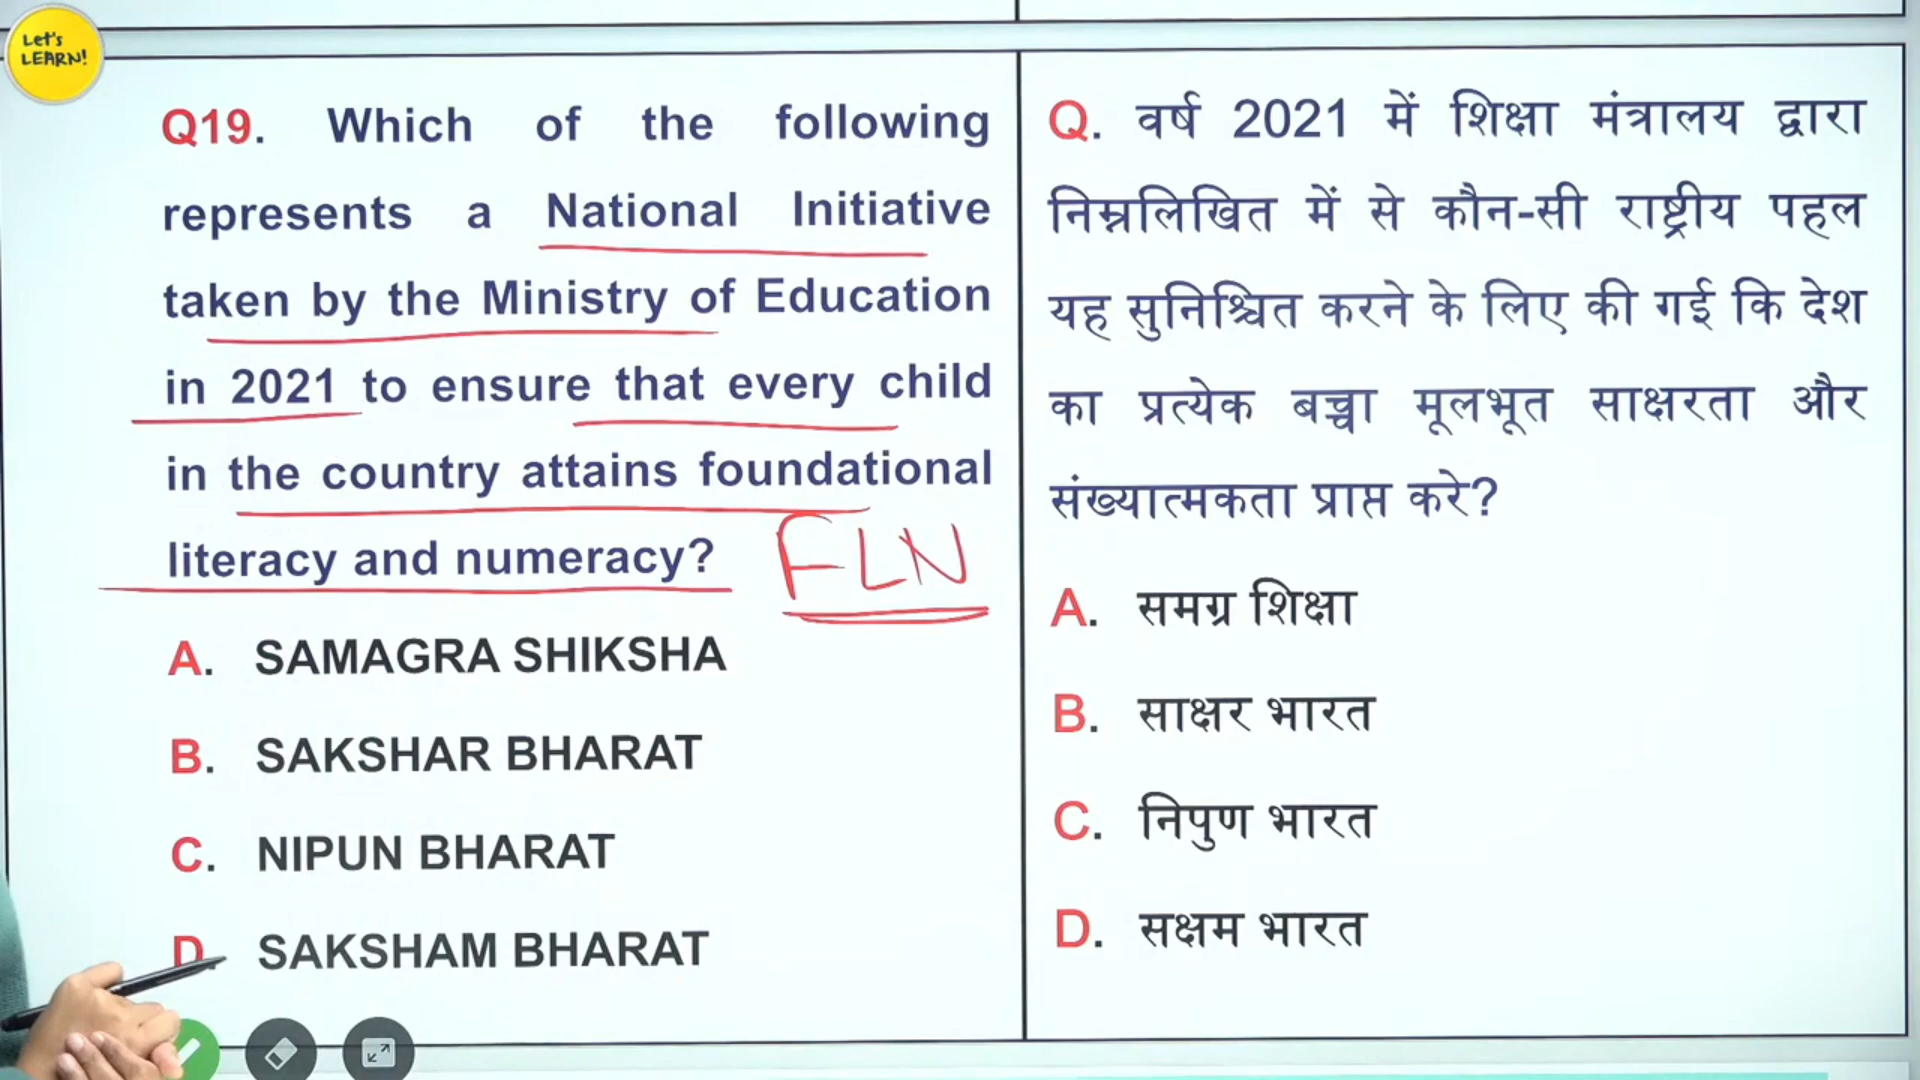 Let's
LEARN!
Q19. Which of the following
represents a National Initiative
taken by the Ministry of Education
in 2021 to ensure that every child
in the country attains foundational
literacy and numeracy?
FLN
A. SAMAGRA SHIKSHA
B. SAKSHAR BHARAT
C. NIPUN BHARAT
D. SAKSHAM BHARAT
Q. वर्ष 2021 में शिक्षा मंत्रालय द्वारा
निम्नलिखित में से कौन-सी राष्ट्रीय पहल
यह सुनिश्चित करने के लिए की गई कि देश
का प्रत्येक बच्चा मूलभूत साक्षरता और
संख्यात्मकता प्राप्त करे?
A. समग्र शिक्षा
B. साक्षर भारत
C. निपुण भारत
D. सक्षम भारत